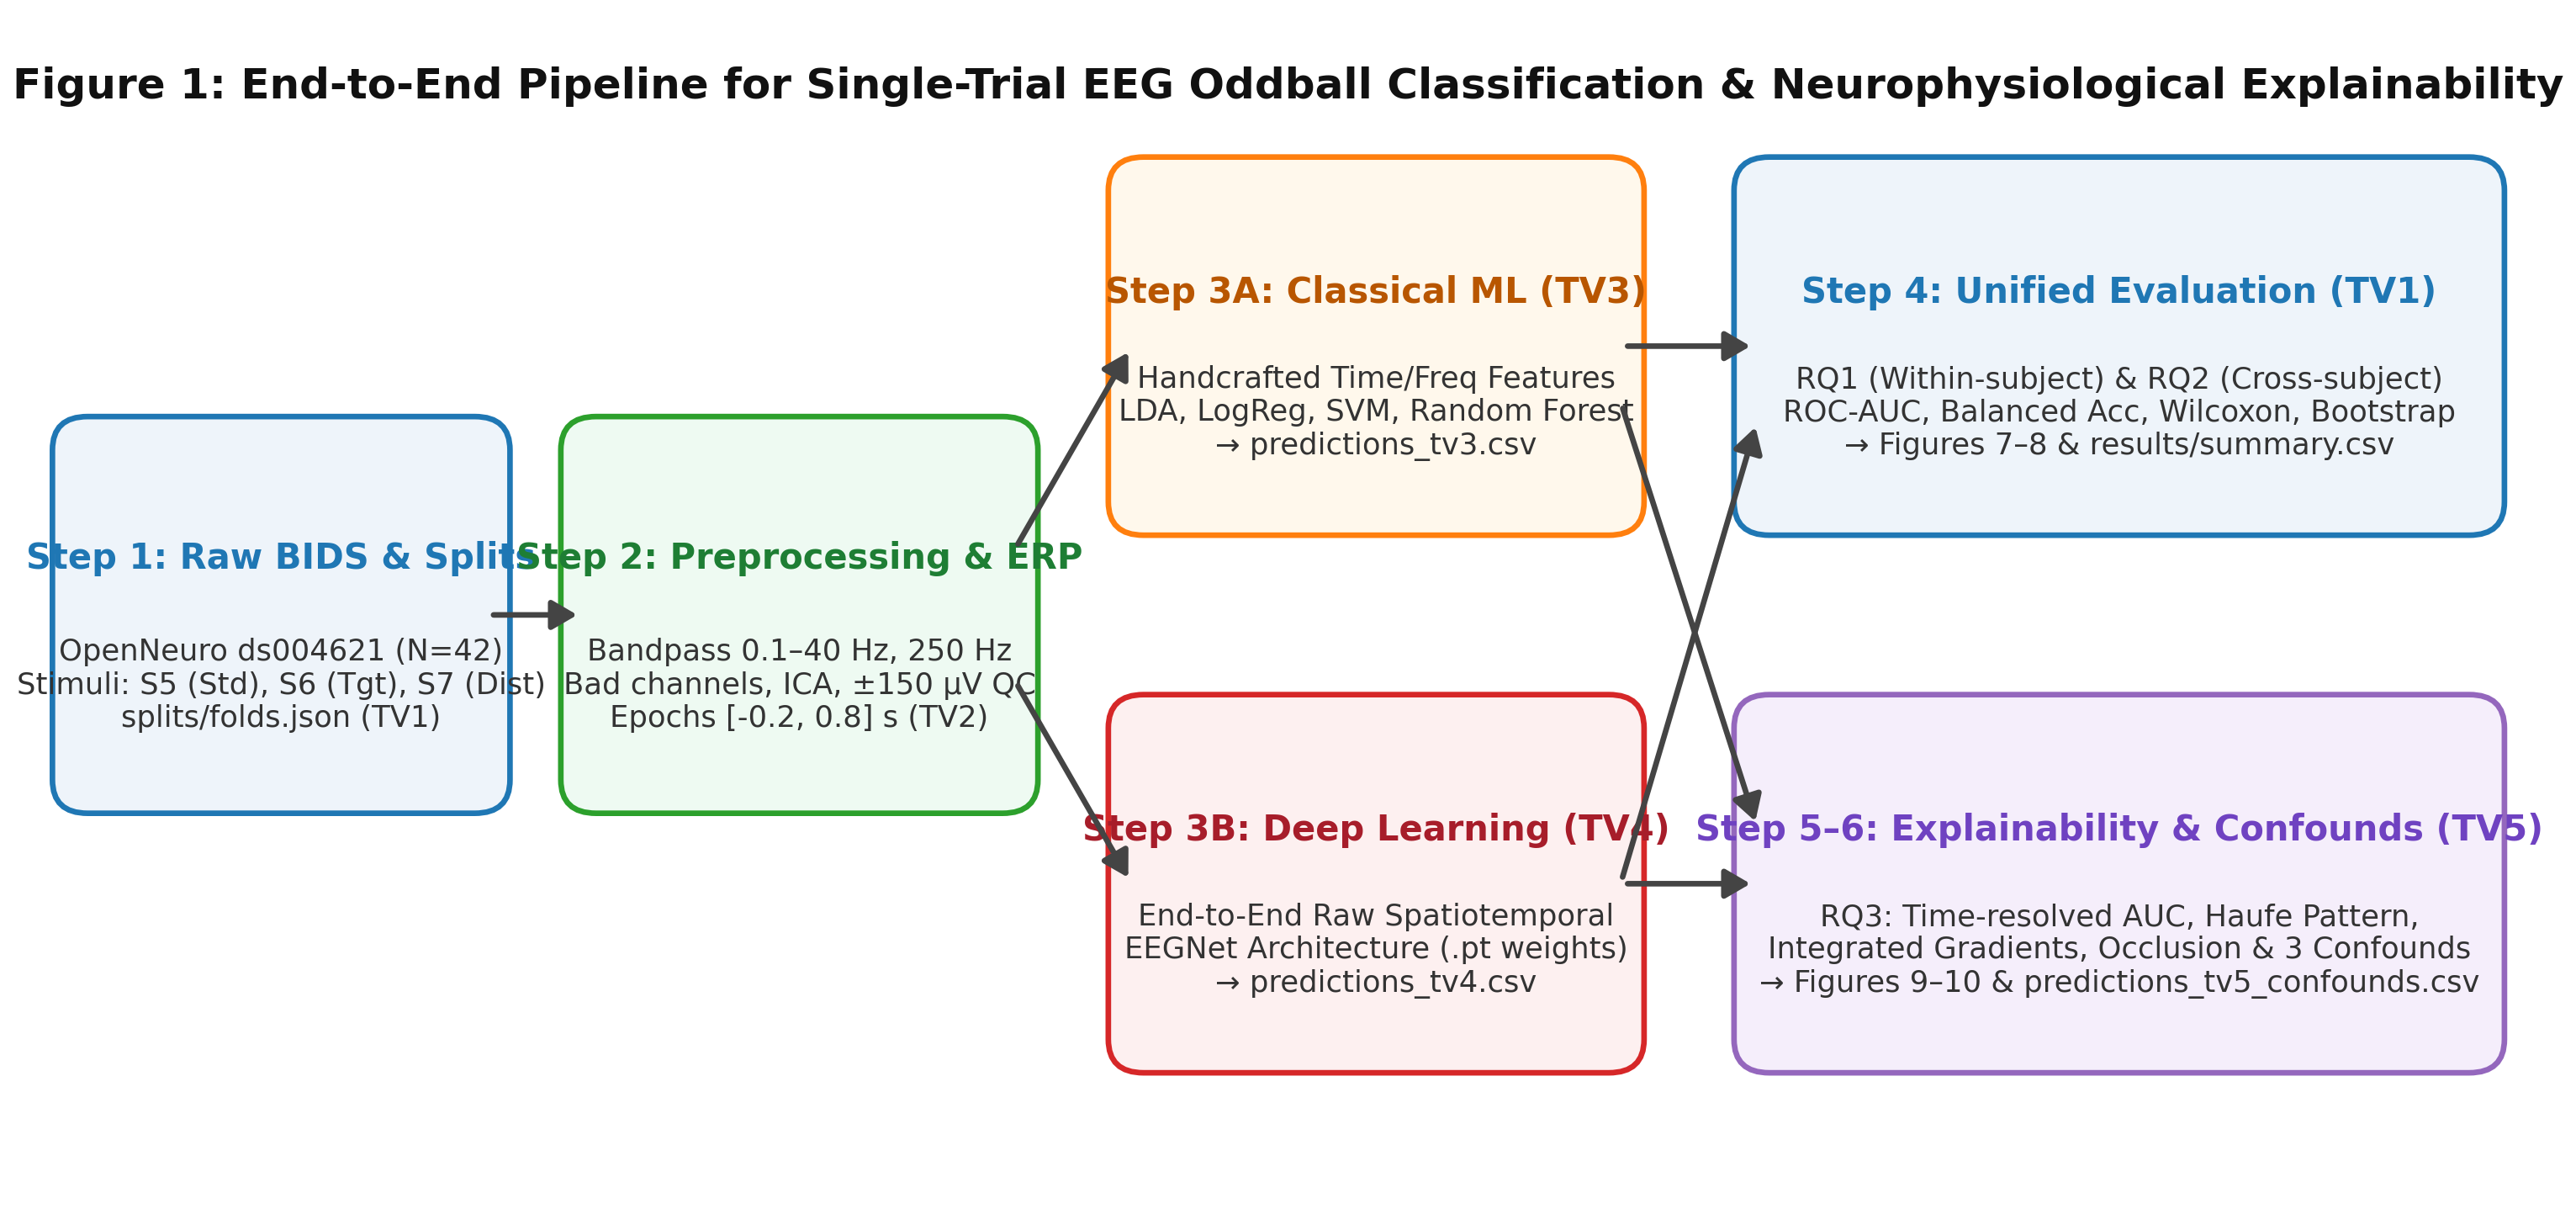 Figure 1: End-to-End Pipeline for Single-Trial EEG Oddball Classification & Neurophysiological Explainability
Step 1: Raw BIDS & Splits
OpenNeuro ds004621 (N=42)
Stimuli: S5 (Std), S6 (Tgt), S7 (Dist)
splits/folds.json (TV1)
Step 2: Preprocessing & ERP
Bandpass 0.1–40 Hz, 250 Hz
Bad channels, ICA, ±150 µV QC
Epochs [-0.2, 0.8] s (TV2)
Step 3A: Classical ML (TV3)
Handcrafted Time/Freq Features
LDA, LogReg, SVM, Random Forest
→ predictions_tv3.csv
Step 3B: Deep Learning (TV4)
End-to-End Raw Spatiotemporal
EEGNet Architecture (.pt weights)
→ predictions_tv4.csv
Step 4: Unified Evaluation (TV1)
RQ1 (Within-subject) & RQ2 (Cross-subject)
ROC-AUC, Balanced Acc, Wilcoxon, Bootstrap
→ Figures 7–8 & results/summary.csv
Step 5–6: Explainability & Confounds (TV5)
RQ3: Time-resolved AUC, Haufe Pattern,
Integrated Gradients, Occlusion & 3 Confounds
→ Figures 9–10 & predictions_tv5_confounds.csv